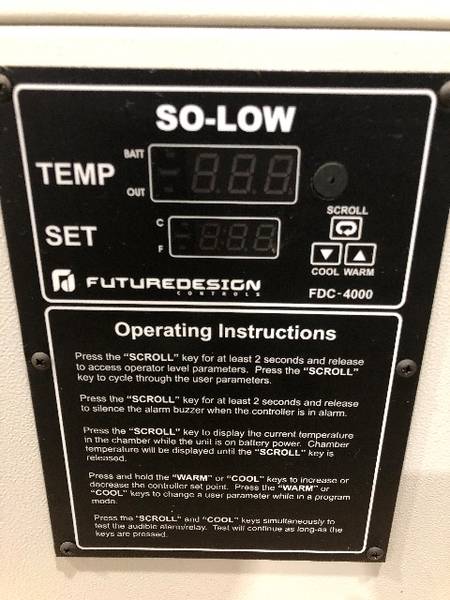 SO-LOW
BATT
TEMP
OUT
SCROLL
C
SET
F
COOL WARM
FUTUREDESIGN
CONTROLS
FDC-4000
Operating Instructions
Press the "SCROLL" key for at least 2 seconds and release
to access operator level parameters. Press the "SCROLL"
key to cycle through the user parameters.
Press the "SCROLL" key for at least 2 seconds and release
to silence the alarm buzzer when the controller is in alarm.
Press the "SCROLL" key to display the current temperature
in the chamber while the unit is on battery power. Chamber
temperature will be displayed until the "SCROLL" key is
released.
Press and hold the "WARM" or "COOL" keys to increase or
decrease the controller set point. Press the "WARM" or
"COOL" keys to change a user parameter while in a program
mode.
Press the "SCROLL" and "COOL" keys simultaneously to
test the audible alarm/relay. Test will continue as long-as the
keys are pressed.